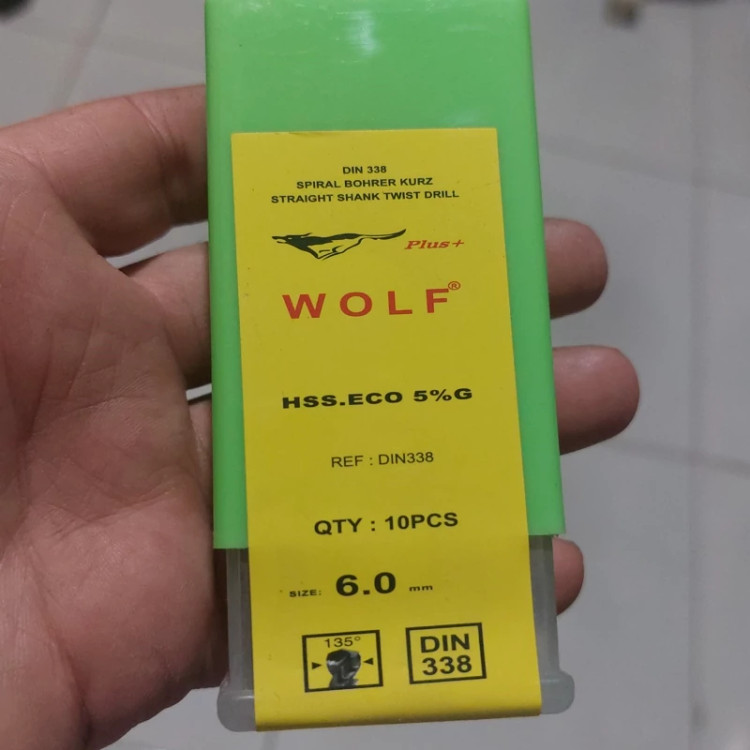 DIN 338
SPIRAL BOHRER KURZ
STRAIGHT SHANK TWIST DRILL
Plus+
WOLF®
HSS.ECO 5%G
REF : DIN338
QTY : 10PCS
SIZE: 6.0 mm
135°
DIN
338